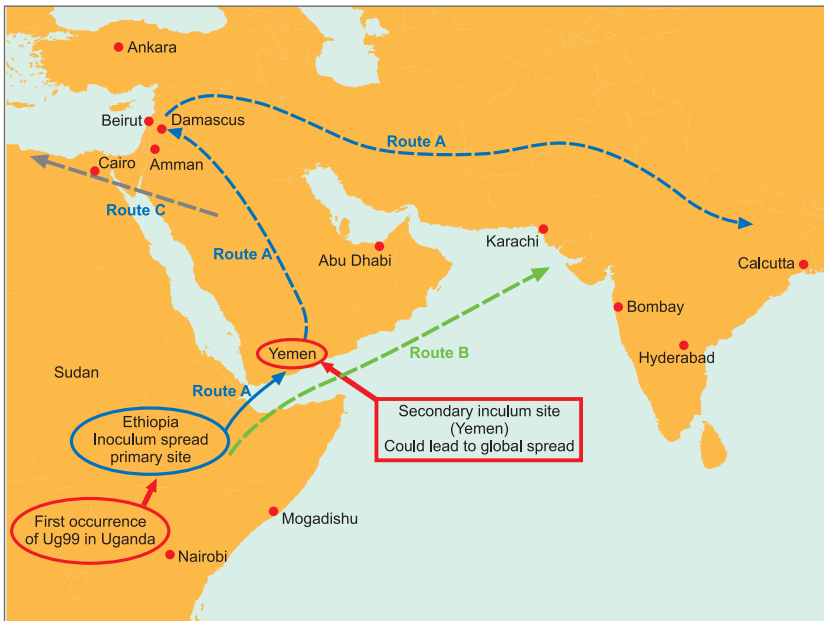 Ankara
Beirut
Damascus
Route A
Cairo
Amman
Route C
Route A
Abu Dhabi
Karachi
Calcutta
Bombay
Yemen
Route B
Hyderabad
Sudan
Route A
Ethiopia
Inoculum spread
primary site
Secondary inculum site
(Yemen)
Could lead to global spread
First occurrence
of Ug99 in Uganda
Mogadishu
Nairobi